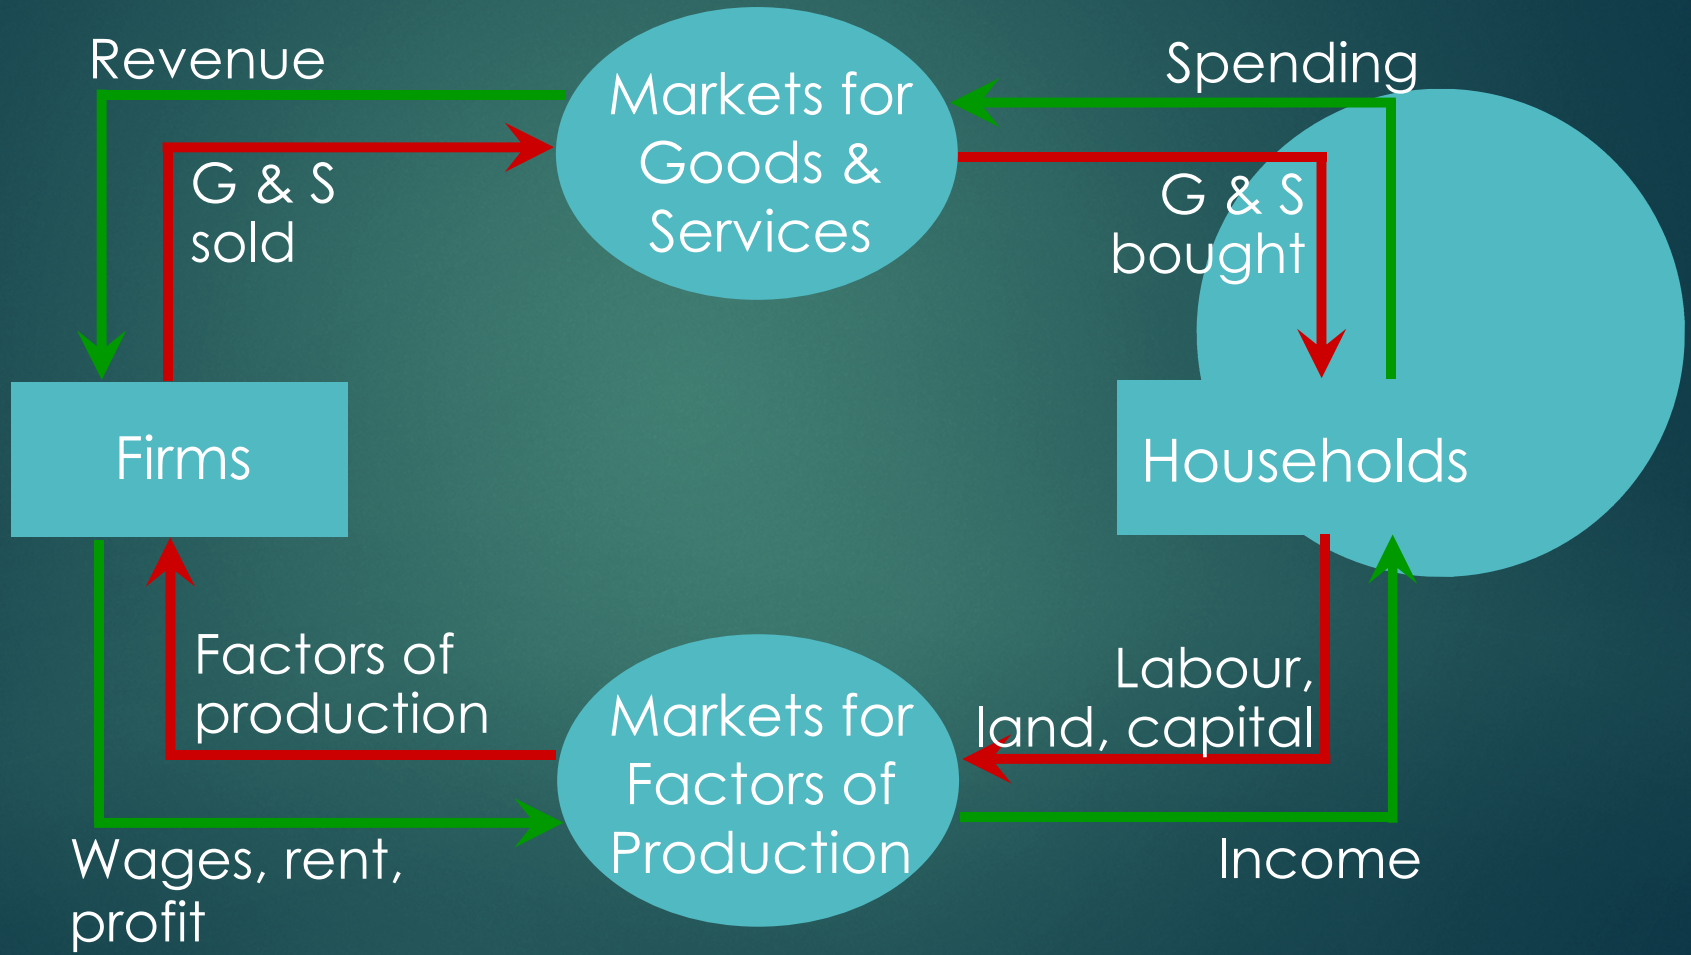 Revenue
Markets for
Goods &
Services
Spending
G & S
sold
G & S
bought
Firms
Households
Factors of
production
Markets for
Factors of
Production
Labour,
land, capital
Wages, rent,
profit
Income